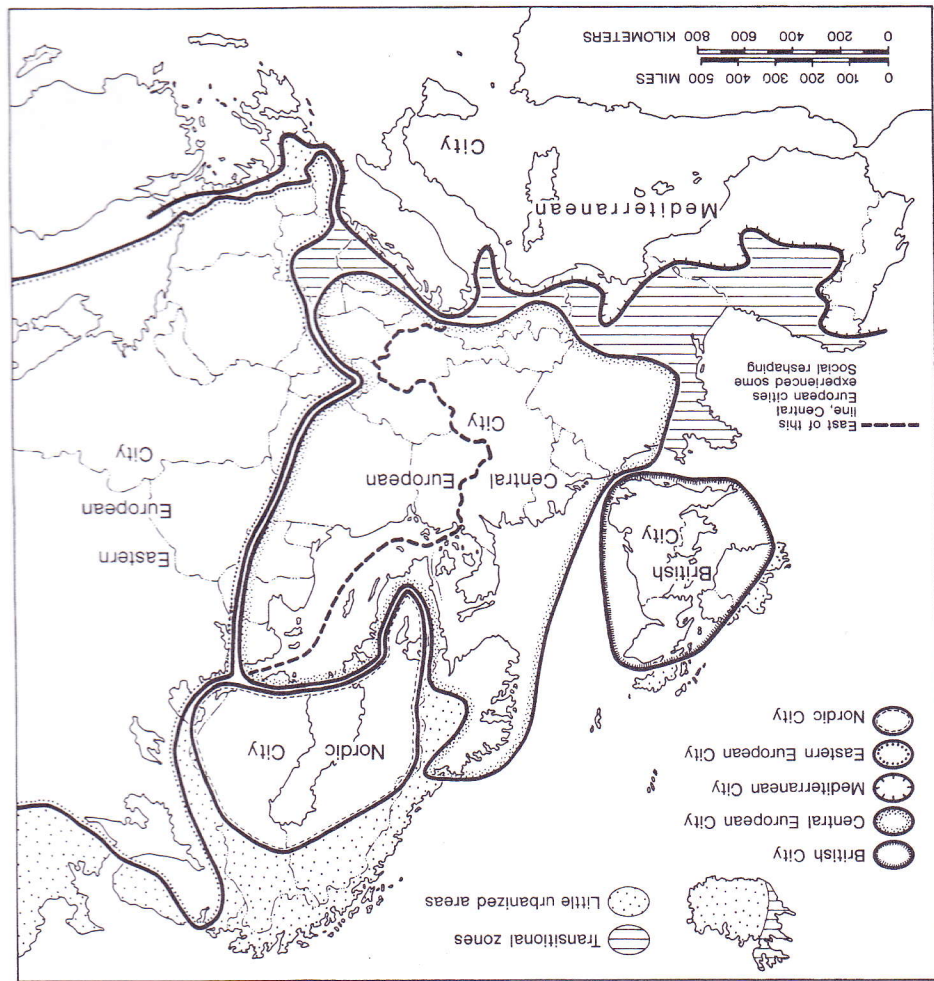 Transitional zones
Little urbanized areas
British City
Central European City
Mediterranean City
Eastern European City
Nordic City
Nordic
City
British
City
Eastern
European
City
Central
European
City
East of this
line, Central
European cities
experienced some
Social reshaping
Mediterranean
City
0 100 200 300 400 500 MILES
0 200 400 600 800 KILOMETERS